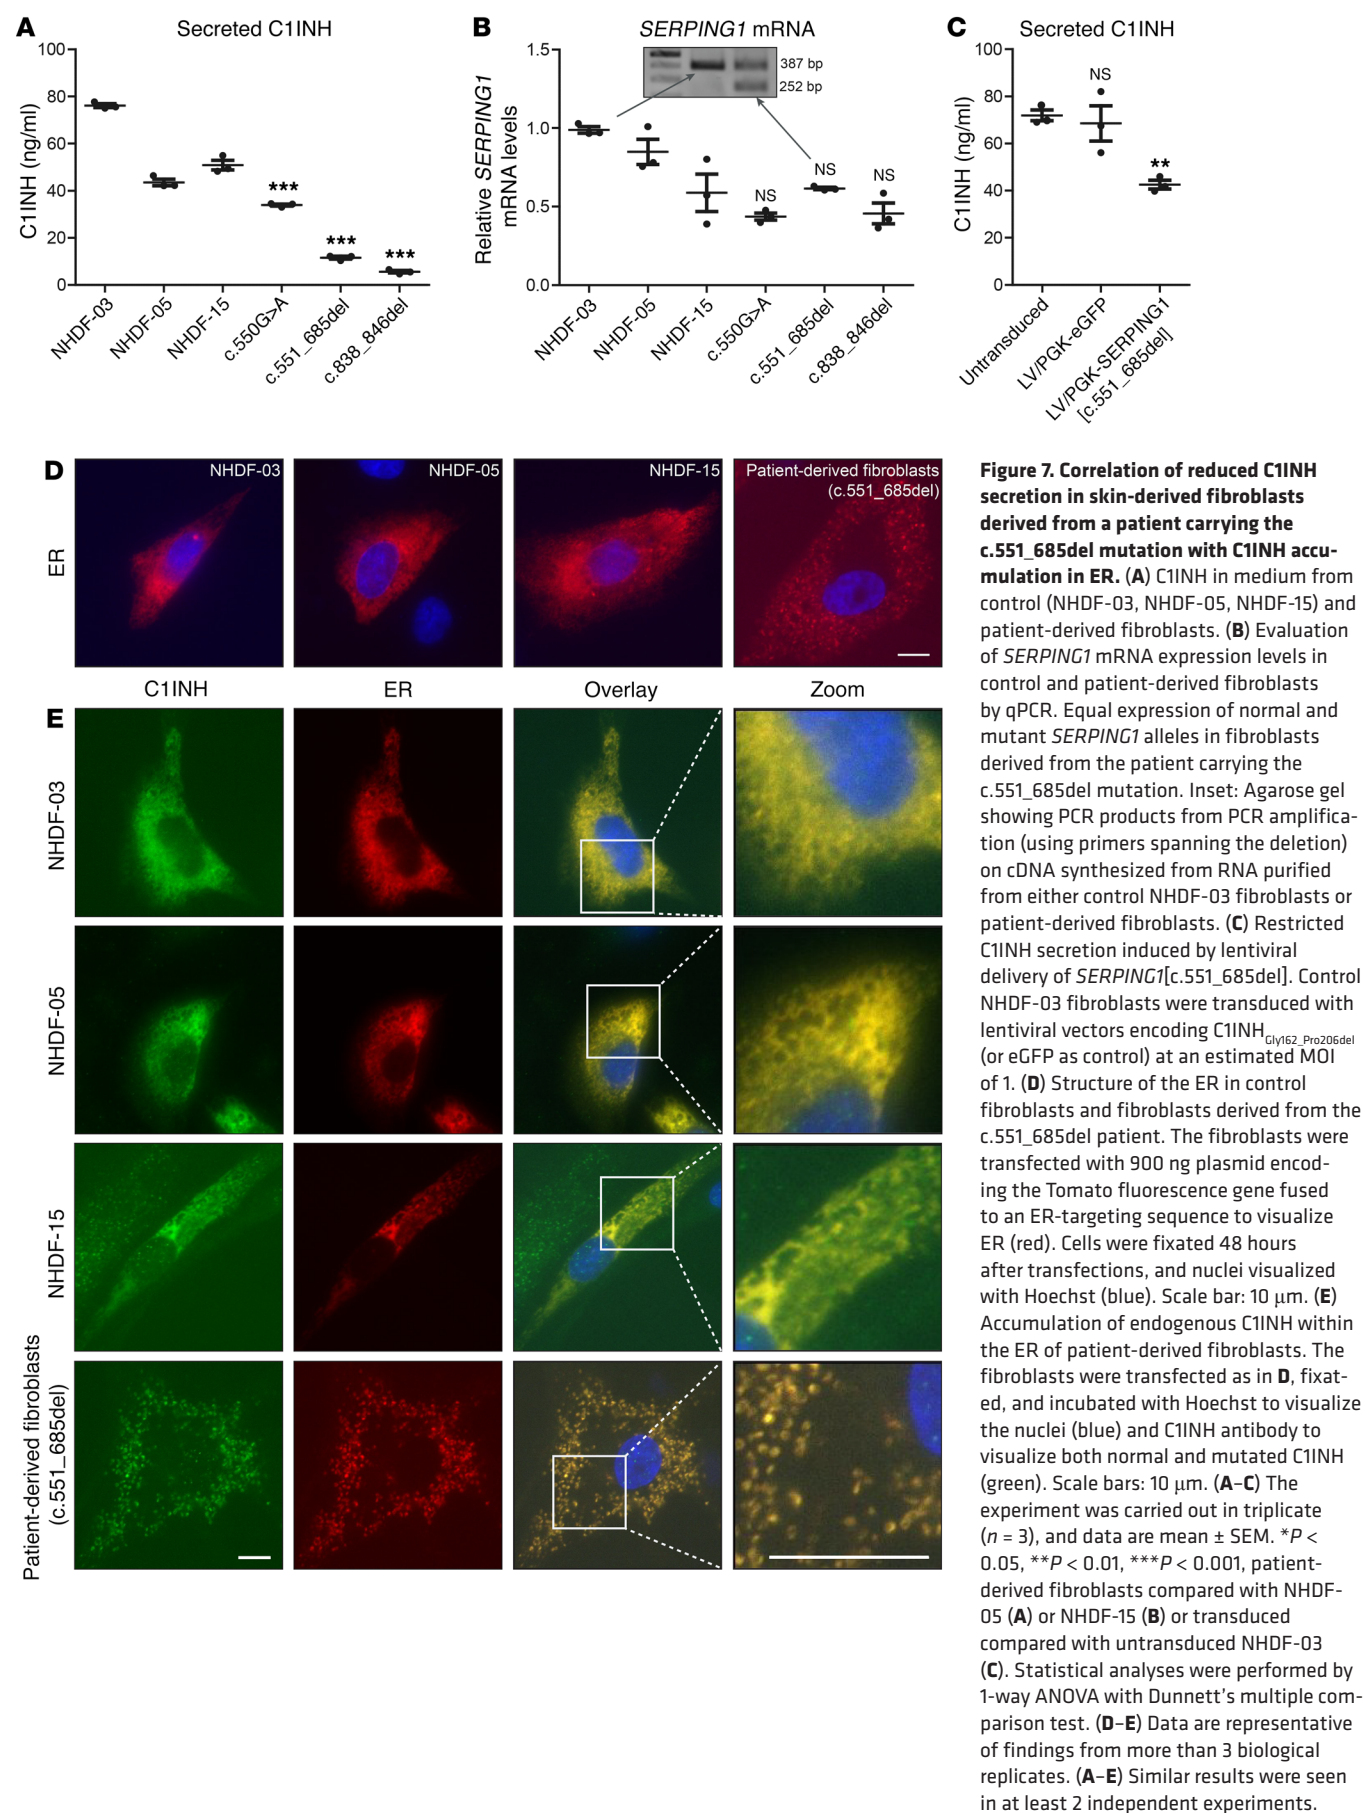 A
Secreted C1INH
C1INH (ng/ml)
100
80
60
40
20
0
***
***
***
NHDF-03
NHDF-05
NHDF-15
c.550G>A
c.551_685del
c.838_846del
B
SERPING1 mRNA
Relative SERPING1
mRNA levels
1.5
1.0
0.5
0.0
387 bp
252 bp
NS
NS
NS
NHDF-03
NHDF-05
NHDF-15
c.550G>A
c.551_685del
c.838_846del
C
Secreted C1INH
C1INH (ng/ml)
100
80
60
40
20
0
NS
**
Untransduced
LV/PGK-eGFP
LV/PGK-SERPING1
[c.551_685del]
D
ER
NHDF-03
NHDF-05
NHDF-15
Patient-derived fibroblasts
(c.551_685del)
C1INH
ER
Overlay
Zoom
E
NHDF-03
NHDF-05
NHDF-15
Patient-derived fibroblasts
(c.551_685del)
Figure 7. Correlation of reduced C1INH
secretion in skin-derived fibroblasts
derived from a patient carrying the
c.551_685del mutation with C1INH accu-
mulation in ER. (A) C1INH in medium from
control (NHDF-03, NHDF-05, NHDF-15) and
patient-derived fibroblasts. (B) Evaluation
of SERPING1 mRNA expression levels in
control and patient-derived fibroblasts
by qPCR. Equal expression of normal and
mutant SERPING1 alleles in fibroblasts
derived from the patient carrying the
c.551_685del mutation. Inset: Agarose gel
showing PCR products from PCR amplifica-
tion (using primers spanning the deletion)
on cDNA synthesized from RNA purified
from either control NHDF-03 fibroblasts or
patient-derived fibroblasts. (C) Restricted
C1INH secretion induced by lentiviral
delivery of SERPING1[c.551_685del]. Control
NHDF-03 fibroblasts were transduced with
lentiviral vectors encoding C1INHGly162_Pro206del
(or eGFP as control) at an estimated MOI
of 1. (D) Structure of the ER in control
fibroblasts and fibroblasts derived from the
c.551_685del patient. The fibroblasts were
transfected with 900 ng plasmid encod-
ing the Tomato fluorescence gene fused
to an ER-targeting sequence to visualize
ER (red). Cells were fixated 48 hours
after transfections, and nuclei visualized
with Hoechst (blue). Scale bar: 10 μm. (E)
Accumulation of endogenous C1INH within
the ER of patient-derived fibroblasts. The
fibroblasts were transfected as in D, fixat-
ed, and incubated with Hoechst to visualize
the nuclei (blue) and C1INH antibody to
visualize both normal and mutated C1INH
(green). Scale bars: 10 μm. (A–C) The
experiment was carried out in triplicate
(n = 3), and data are mean ± SEM. *P <
0.05, **P < 0.01, ***P < 0.001, patient-
derived fibroblasts compared with NHDF-
05 (A) or NHDF-15 (B) or transduced
compared with untransduced NHDF-03
(C). Statistical analyses were performed by
1-way ANOVA with Dunnett's multiple com-
parison test. (D–E) Data are representative
of findings from more than 3 biological
replicates. (A–E) Similar results were seen
in at least 2 independent experiments.